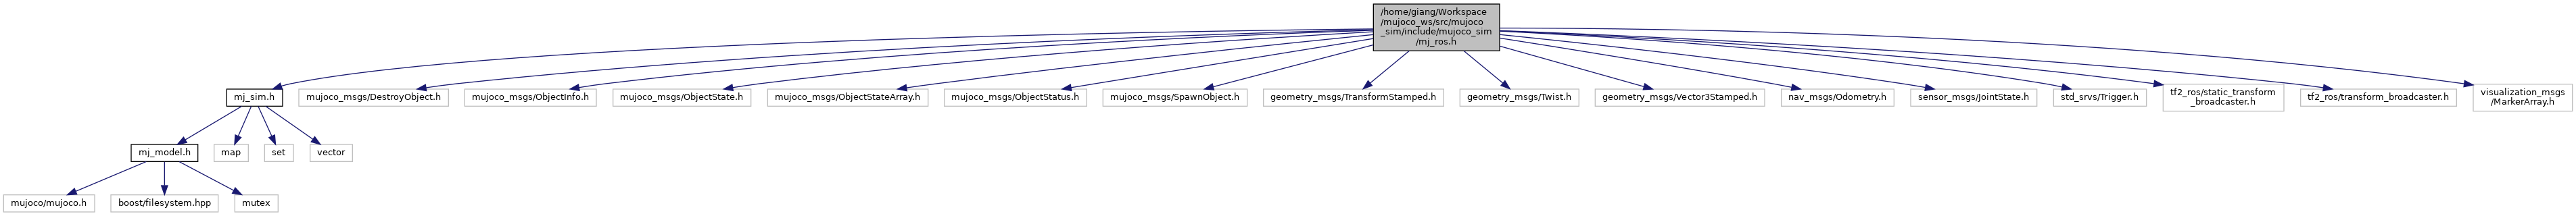 /home/giang/Workspace
/mujoco_ws/src/mujoco
_sim/include/mujoco_sim
/mj_ros.h
mj_sim.h
mujoco_msgs/DestroyObject.h
mujoco_msgs/ObjectInfo.h
mujoco_msgs/ObjectState.h
mujoco_msgs/ObjectStateArray.h
mujoco_msgs/ObjectStatus.h
mujoco_msgs/SpawnObject.h
geometry_msgs/TransformStamped.h
geometry_msgs/Twist.h
geometry_msgs/Vector3Stamped.h
nav_msgs/Odometry.h
sensor_msgs/JointState.h
std_srvs/Trigger.h
tf2_ros/static_transform
_broadcaster.h
tf2_ros/transform_broadcaster.h
visualization_msgs
/MarkerArray.h
mj_model.h
map
set
vector
mujoco/mujoco.h
boost/filesystem.hpp
mutex